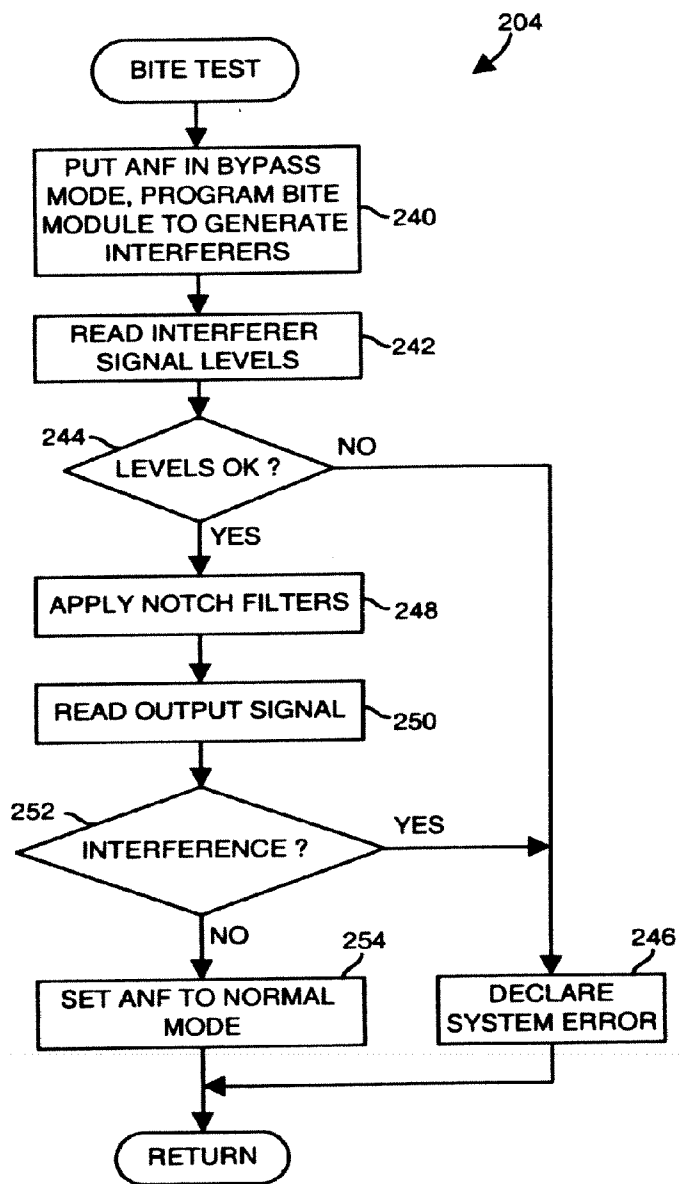 204
BITE TEST
PUT ANF IN BYPASS
MODE, PROGRAM BITE
MODULE TO GENERATE
INTERFERERS
240
READ INTERFERER
SIGNAL LEVELS
242
244
LEVELS OK ?
NO
YES
APPLY NOTCH FILTERS
248
READ OUTPUT SIGNAL
250
252
INTERFERENCE ?
YES
NO
254
SET ANF TO NORMAL
MODE
246
DECLARE
SYSTEM ERROR
RETURN